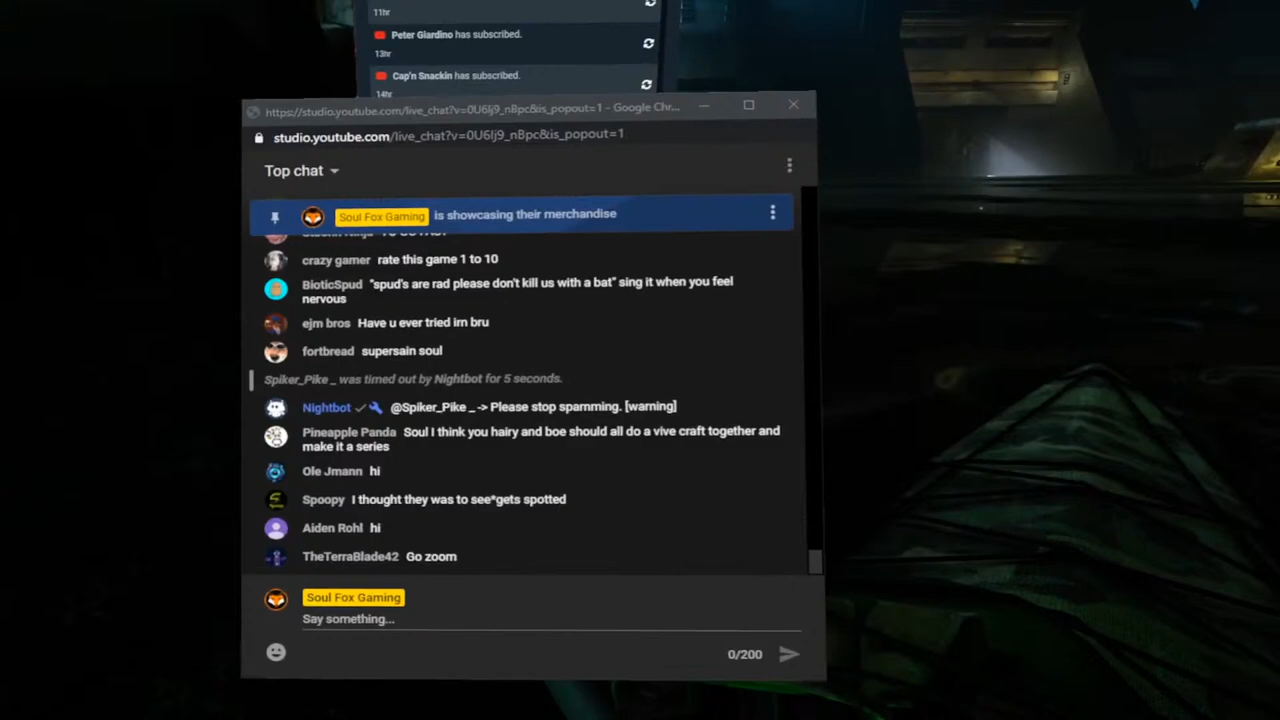 11hr
Peter Giardino has subscribed.
13hr
Cap'n Snackin has subscribed.
14hr
https://studio.youtube.com/live_chat?v=0U6Ij9_nBpc&is_popout=1 - Google Chr...
studio.youtube.com/live_chat?v=0U6Ij9_nBpc&is_popout=1
Top chat
Soul Fox Gaming is showcasing their merchandise
crazy gamer rate this game 1 to 10
BioticSpud "spud's are rad please don't kill us with a bat" sing it when you feel
nervous
ejm bros Have u ever tried irn bru
fortbread supersain soul
Spiker_Pike _ was timed out by Nightbot for 5 seconds.
Nightbot @Spiker_Pike _ -> Please stop spamming. [warning]
Pineapple Panda Soul I think you hairy and boe should all do a vive craft together and
make it a series
Ole Jmann hi
Spoopy I thought they was to see*gets spotted
Aiden Rohl hi
TheTerraBlade42 Go zoom
Soul Fox Gaming
Say something...
0/200